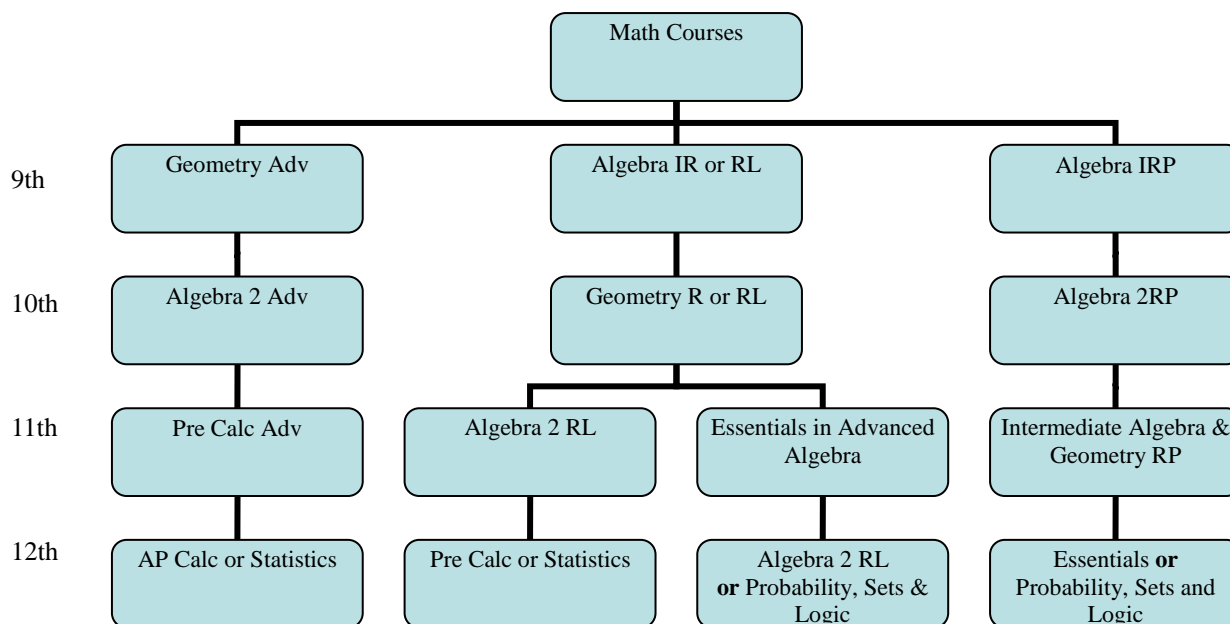 Math Courses
9th
Geometry Adv
Algebra IR or RL
Algebra IRP
10th
Algebra 2 Adv
Geometry R or RL
Algebra 2RP
11th
Pre Calc Adv
Algebra 2 RL
Essentials in Advanced
Algebra
Intermediate Algebra &
Geometry RP
12th
AP Calc or Statistics
Pre Calc or Statistics
Algebra 2 RL
or Probability, Sets &
Logic
Essentials or
Probability, Sets and
Logic